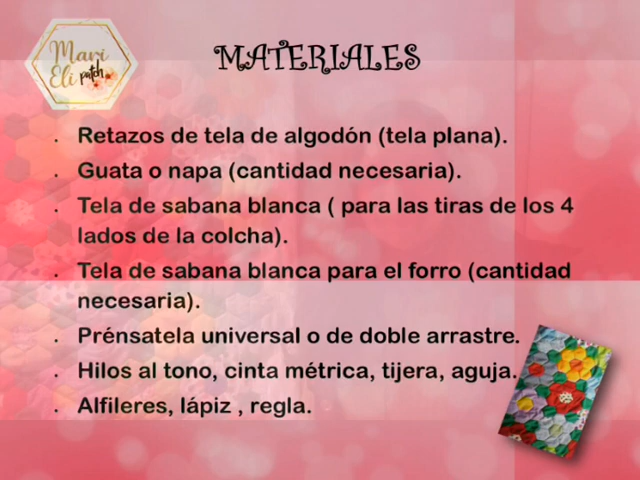 Mari
Eli patch
MATERIALES
• Retazos de tela de algodón (tela plana).
• Guata o napa (cantidad necesaria).
• Tela de sabana blanca ( para las tiras de los 4
lados de la colcha).
• Tela de sabana blanca para el forro (cantidad
necesaria).
• Prénsatela universal o de doble arrastre.
• Hilos al tono, cinta métrica, tijera, aguja.
• Alfileres, lápiz , regla.